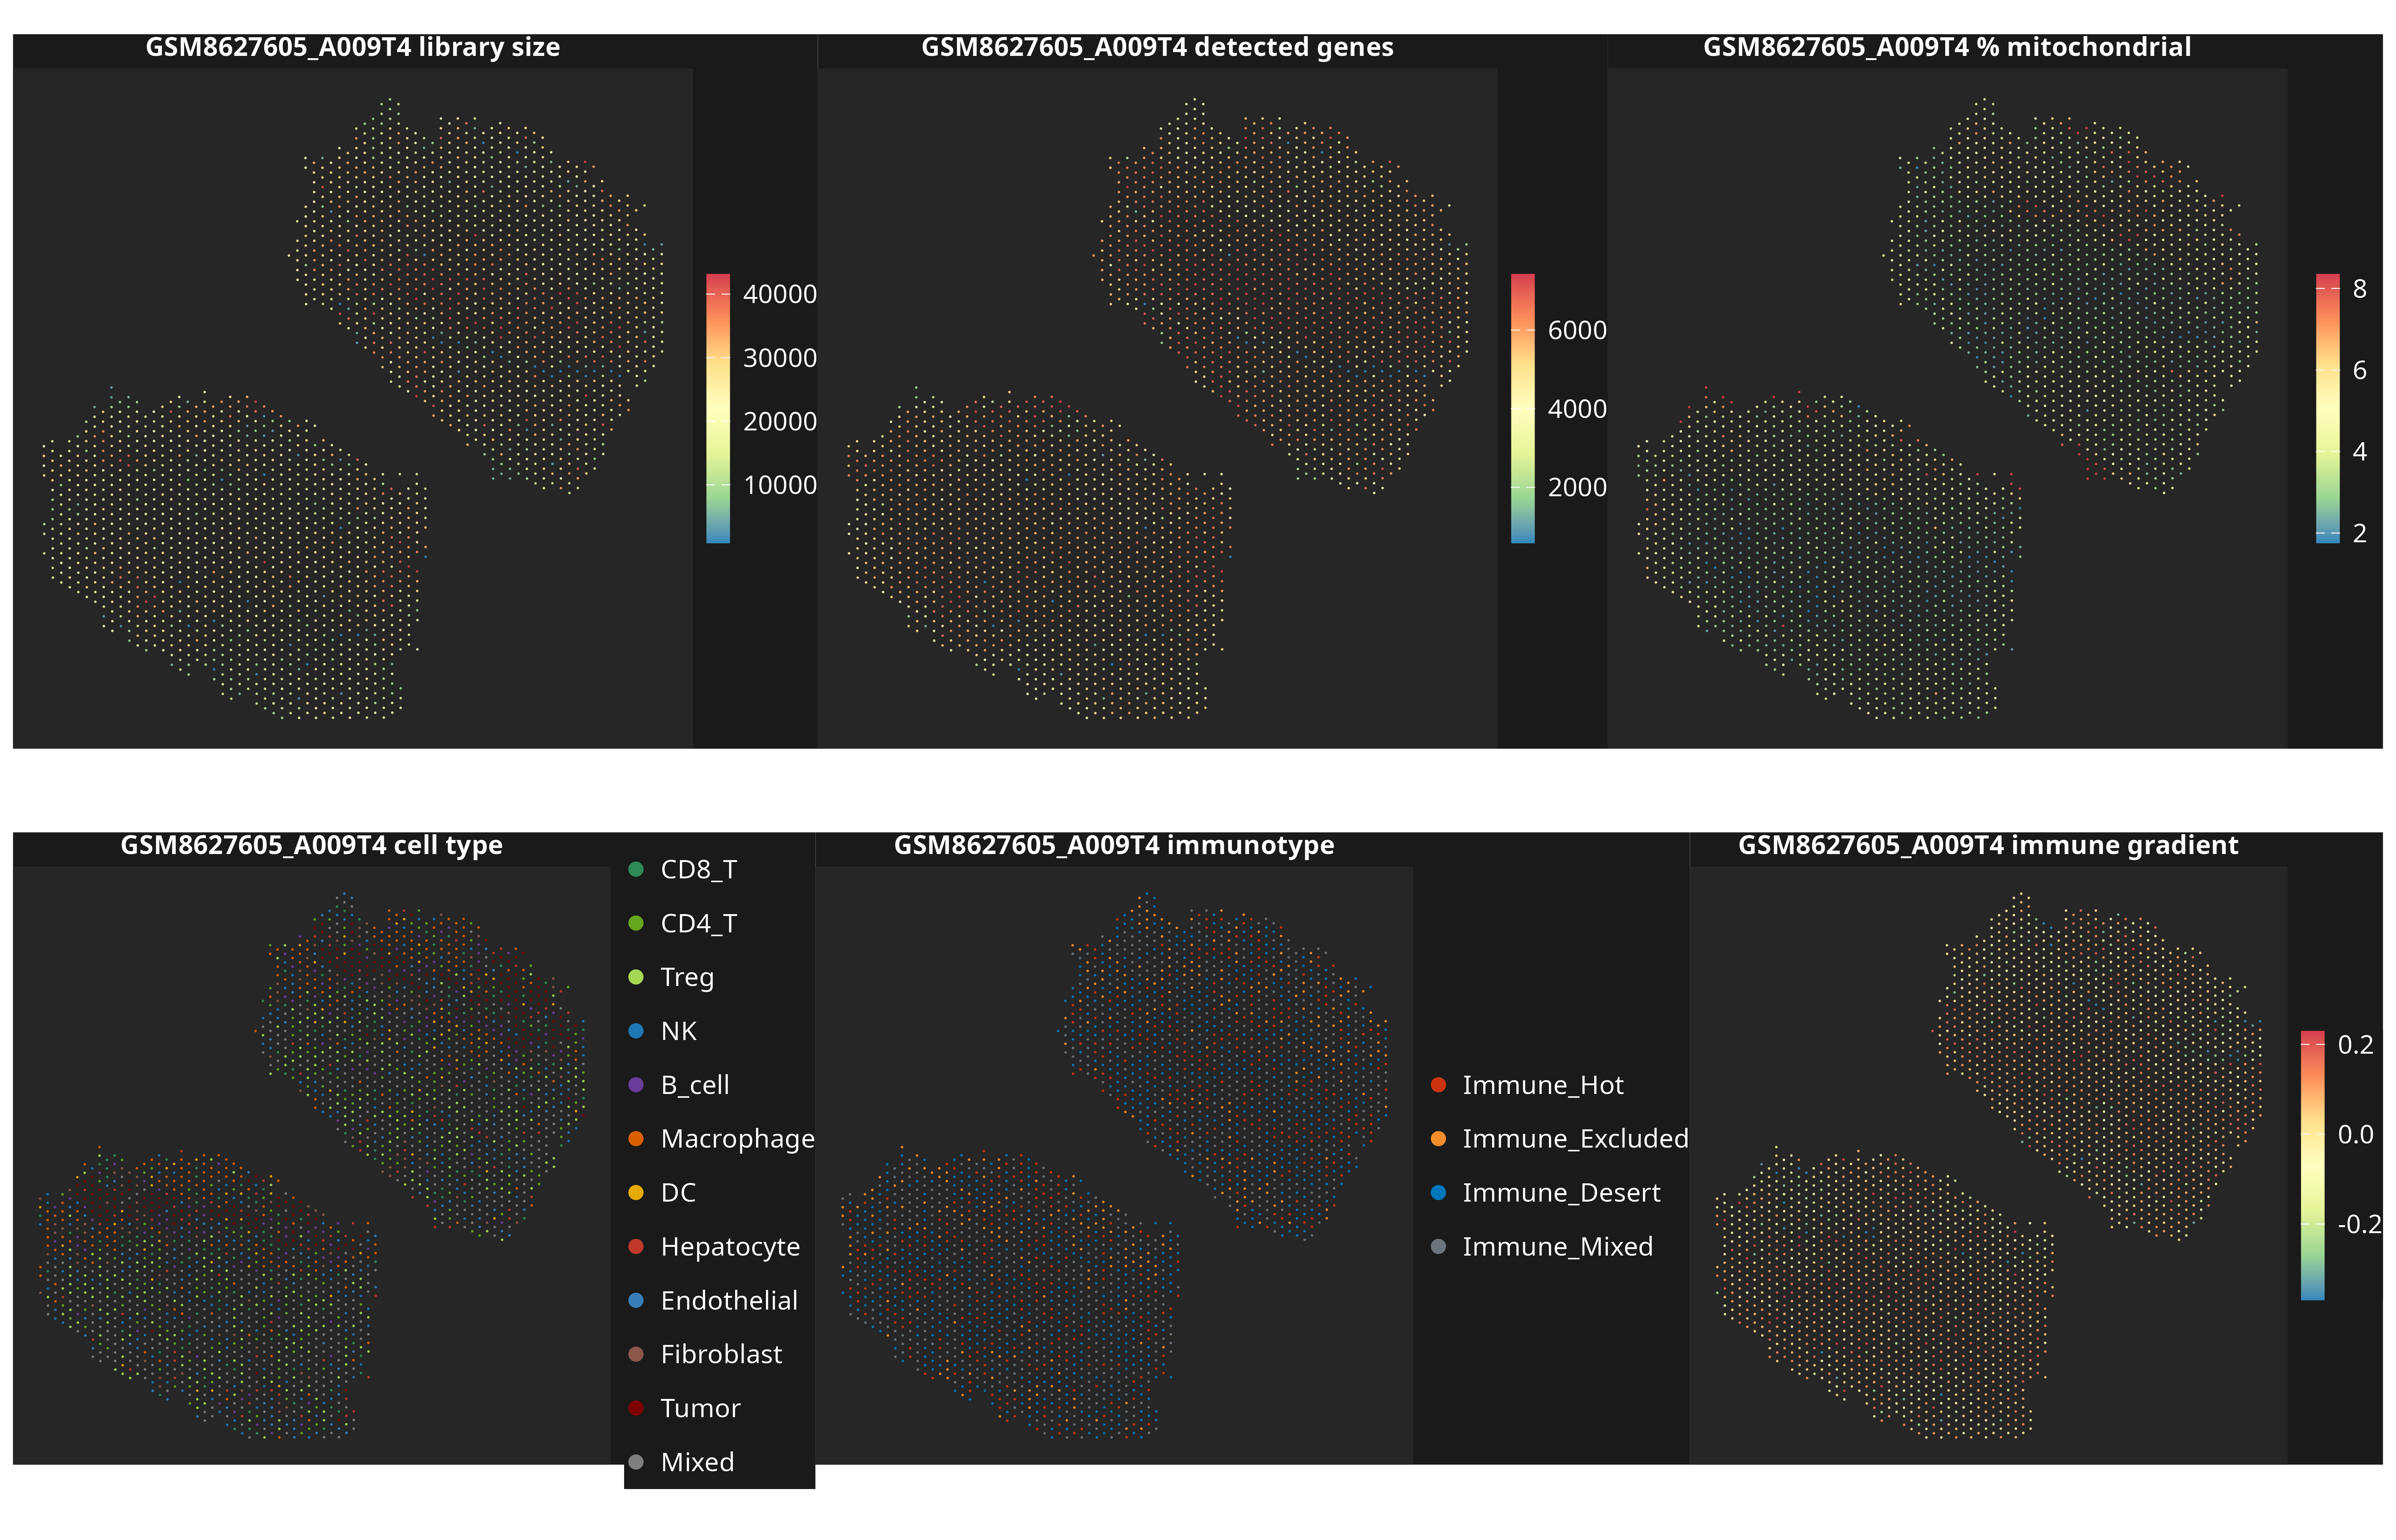 GSM8627605_A009T4 library size
40000
30000
20000
10000
GSM8627605_A009T4 detected genes
6000
4000
2000
GSM8627605_A009T4 % mitochondrial
8
6
4
2
GSM8627605_A009T4 cell type
CD8_T
CD4_T
Treg
NK
B_cell
Macrophage
DC
Hepatocyte
Endothelial
Fibroblast
Tumor
Mixed
GSM8627605_A009T4 immunotype
Immune_Hot
Immune_Excluded
Immune_Desert
Immune_Mixed
GSM8627605_A009T4 immune gradient
0.2
0.0
-0.2